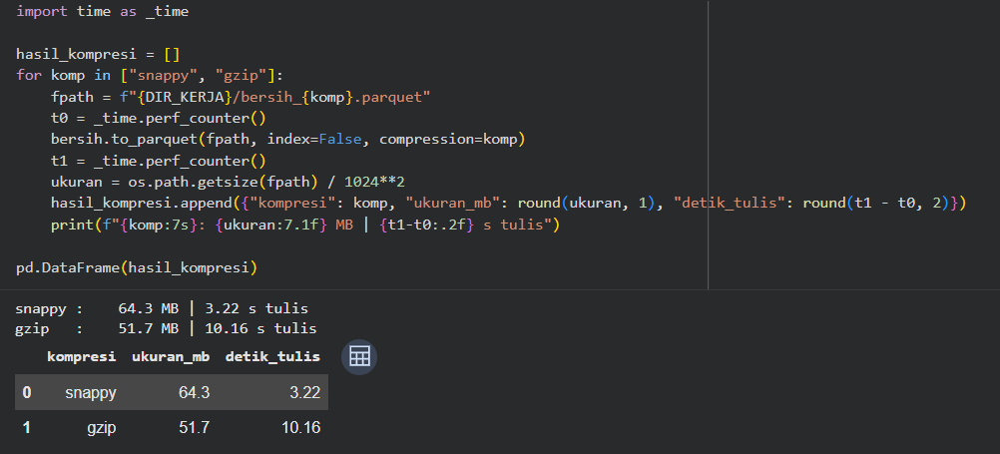 import time as _time

hasil_kompresi = []
for komp in ["snappy", "gzip"]:
    fpath = f"{DIR_KERJA}/bersih_{komp}.parquet"
    t0 = _time.perf_counter()
    bersih.to_parquet(fpath, index=False, compression=komp)
    t1 = _time.perf_counter()
    ukuran = os.path.getsize(fpath) / 1024**2
    hasil_kompresi.append({"kompresi": komp, "ukuran_mb": round(ukuran, 1), "detik_tulis": round(t1 - t0, 2)})
    print(f"{komp:7s}: {ukuran:7.1f} MB | {t1-t0:.2f} s tulis")

pd.DataFrame(hasil_kompresi)
snappy :    64.3 MB | 3.22 s tulis
gzip   :    51.7 MB | 10.16 s tulis
kompresi ukuran_mb detik_tulis
0 snappy 64.3 3.22
1 gzip 51.7 10.16